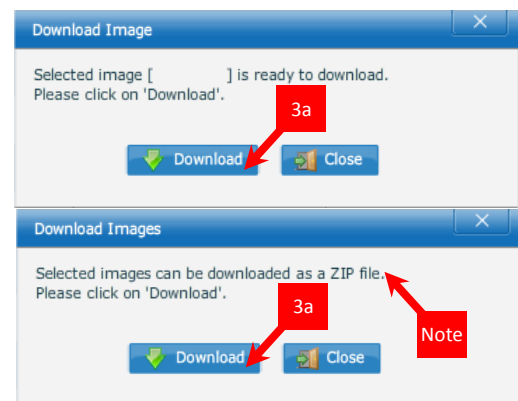 Download Image
Selected image [ ] is ready to download.
Please click on 'Download'.
3a
Download
Close
Download Images
Selected images can be downloaded as a ZIP file.
Please click on 'Download'.
3a
Note
Download
Close